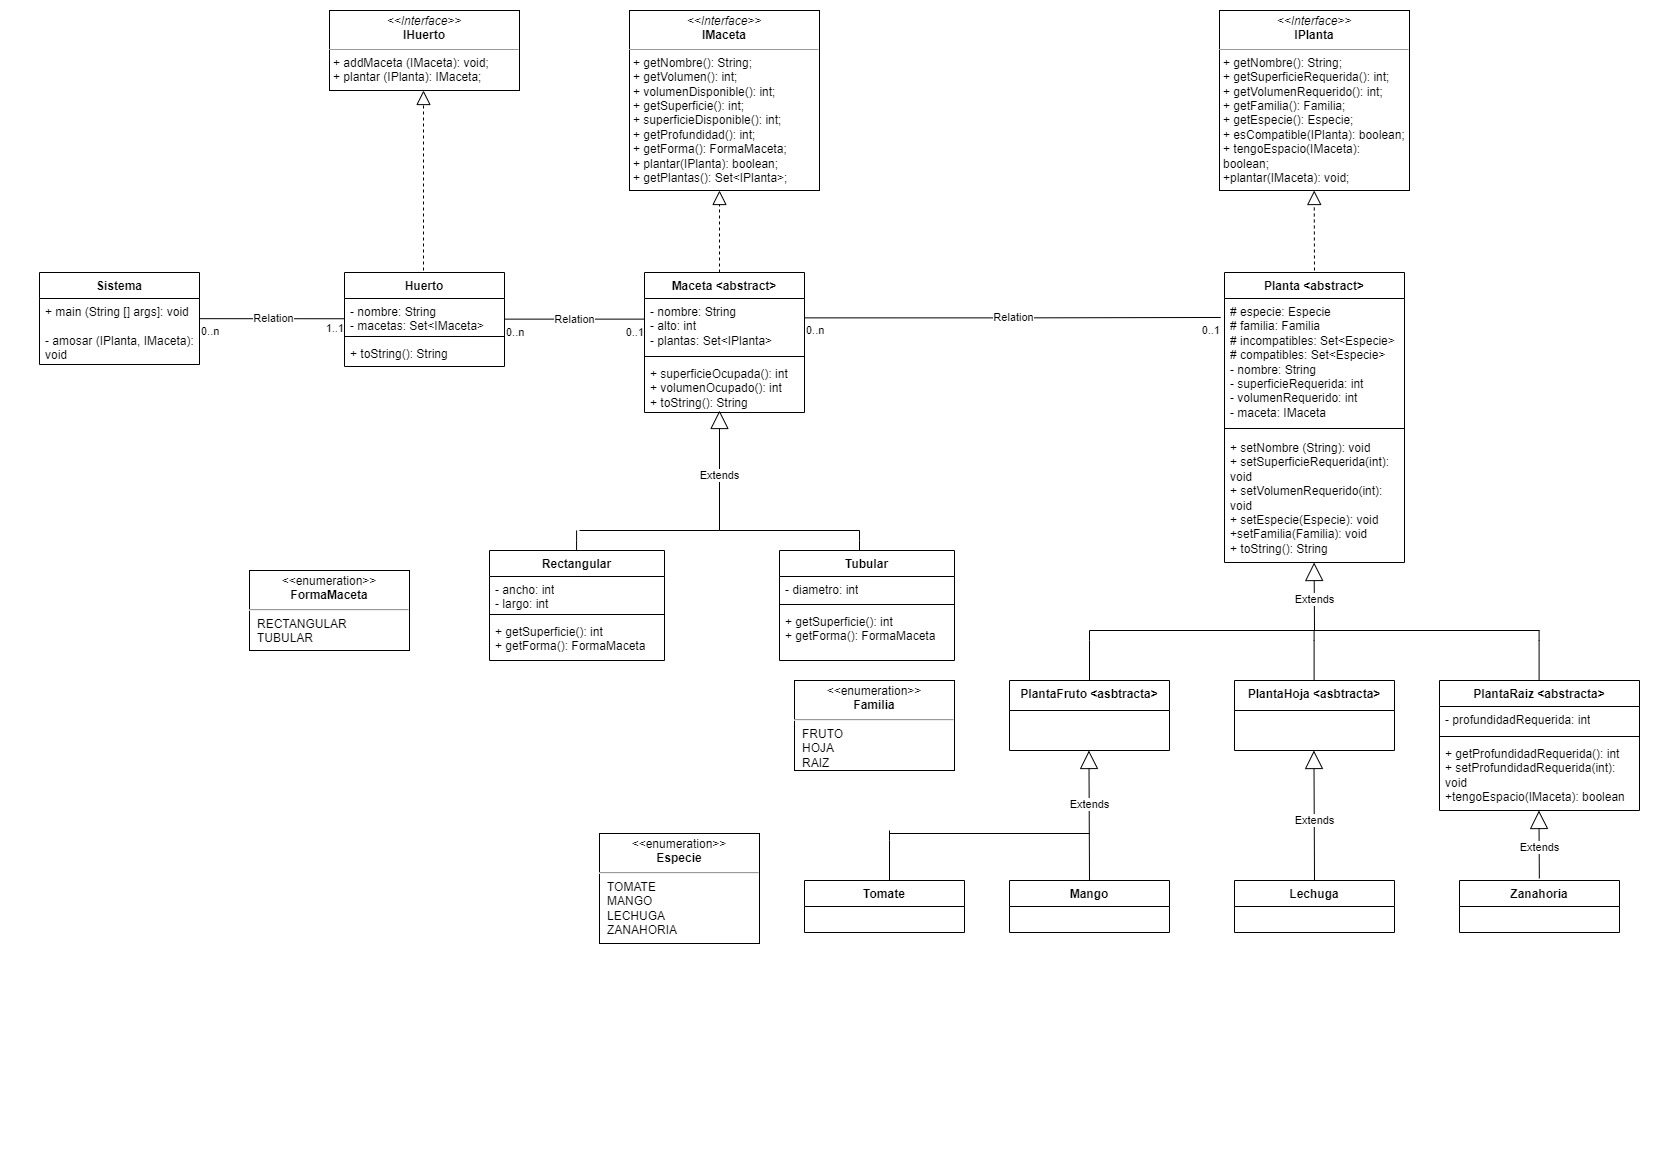 <<Interface>>
IHuerto
+ addMaceta (IMaceta): void;
+ plantar (IPlanta): IMaceta;
<<Interface>>
IMaceta
+ getNombre(): String;
+ getVolumen(): int;
+ volumenDisponible(): int;
+ getSuperficie(): int;
+ superficieDisponible(): int;
+ getProfundidad(): int;
+ getForma(): FormaMaceta;
+ plantar(IPlanta): boolean;
+ getPlantas(): Set<IPlanta>;
<<Interface>>
IPlanta
+ getNombre(): String;
+ getSuperficieRequerida(): int;
+ getVolumenRequerido(): int;
+ getFamilia(): Familia;
+ getEspecie(): Especie;
+ esCompatible(IPlanta): boolean;
+ tengoEspacio(IMaceta):
boolean;
+plantar(IMaceta): void;
Sistema
+ main (String [] args]: void
- amosar (IPlanta, IMaceta):
void
Relation
0..n
1..1
Huerto
- nombre: String
- macetas: Set<IMaceta>
+ toString(): String
Relation
0..n
0..1
Maceta <abstract>
- nombre: String
- alto: int
- plantas: Set<IPlanta>
+ superficieOcupada(): int
+ volumenOcupado(): int
+ toString(): String
Relation
0..n
0..1
Planta <abstract>
# especie: Especie
# familia: Familia
# incompatibles: Set<Especie>
# compatibles: Set<Especie>
- nombre: String
- superficieRequerida: int
- volumenRequerido: int
- maceta: IMaceta
+ setNombre (String): void
+ setSuperficieRequerida(int):
void
+ setVolumenRequerido(int):
void
+ setEspecie(Especie): void
+setFamilia(Familia): void
+ toString(): String
Extends
Extends
<<enumeration>>
FormaMaceta
RECTANGULAR
TUBULAR
Rectangular
- ancho: int
- largo: int
+ getSuperficie(): int
+ getForma(): FormaMaceta
Tubular
- diametro: int
+ getSuperficie(): int
+ getForma(): FormaMaceta
<<enumeration>>
Familia
FRUTO
HOJA
RAIZ
PlantaFruto <asbtracta>
PlantaHoja <asbtracta>
PlantaRaiz <abstracta>
- profundidadRequerida: int
+ getProfundidadRequerida(): int
+ setProfundidadRequerida(int):
void
+tengoEspacio(IMaceta): boolean
Extends
Extends
Extends
<<enumeration>>
Especie
TOMATE
MANGO
LECHUGA
ZANAHORIA
Tomate
Mango
Lechuga
Zanahoria